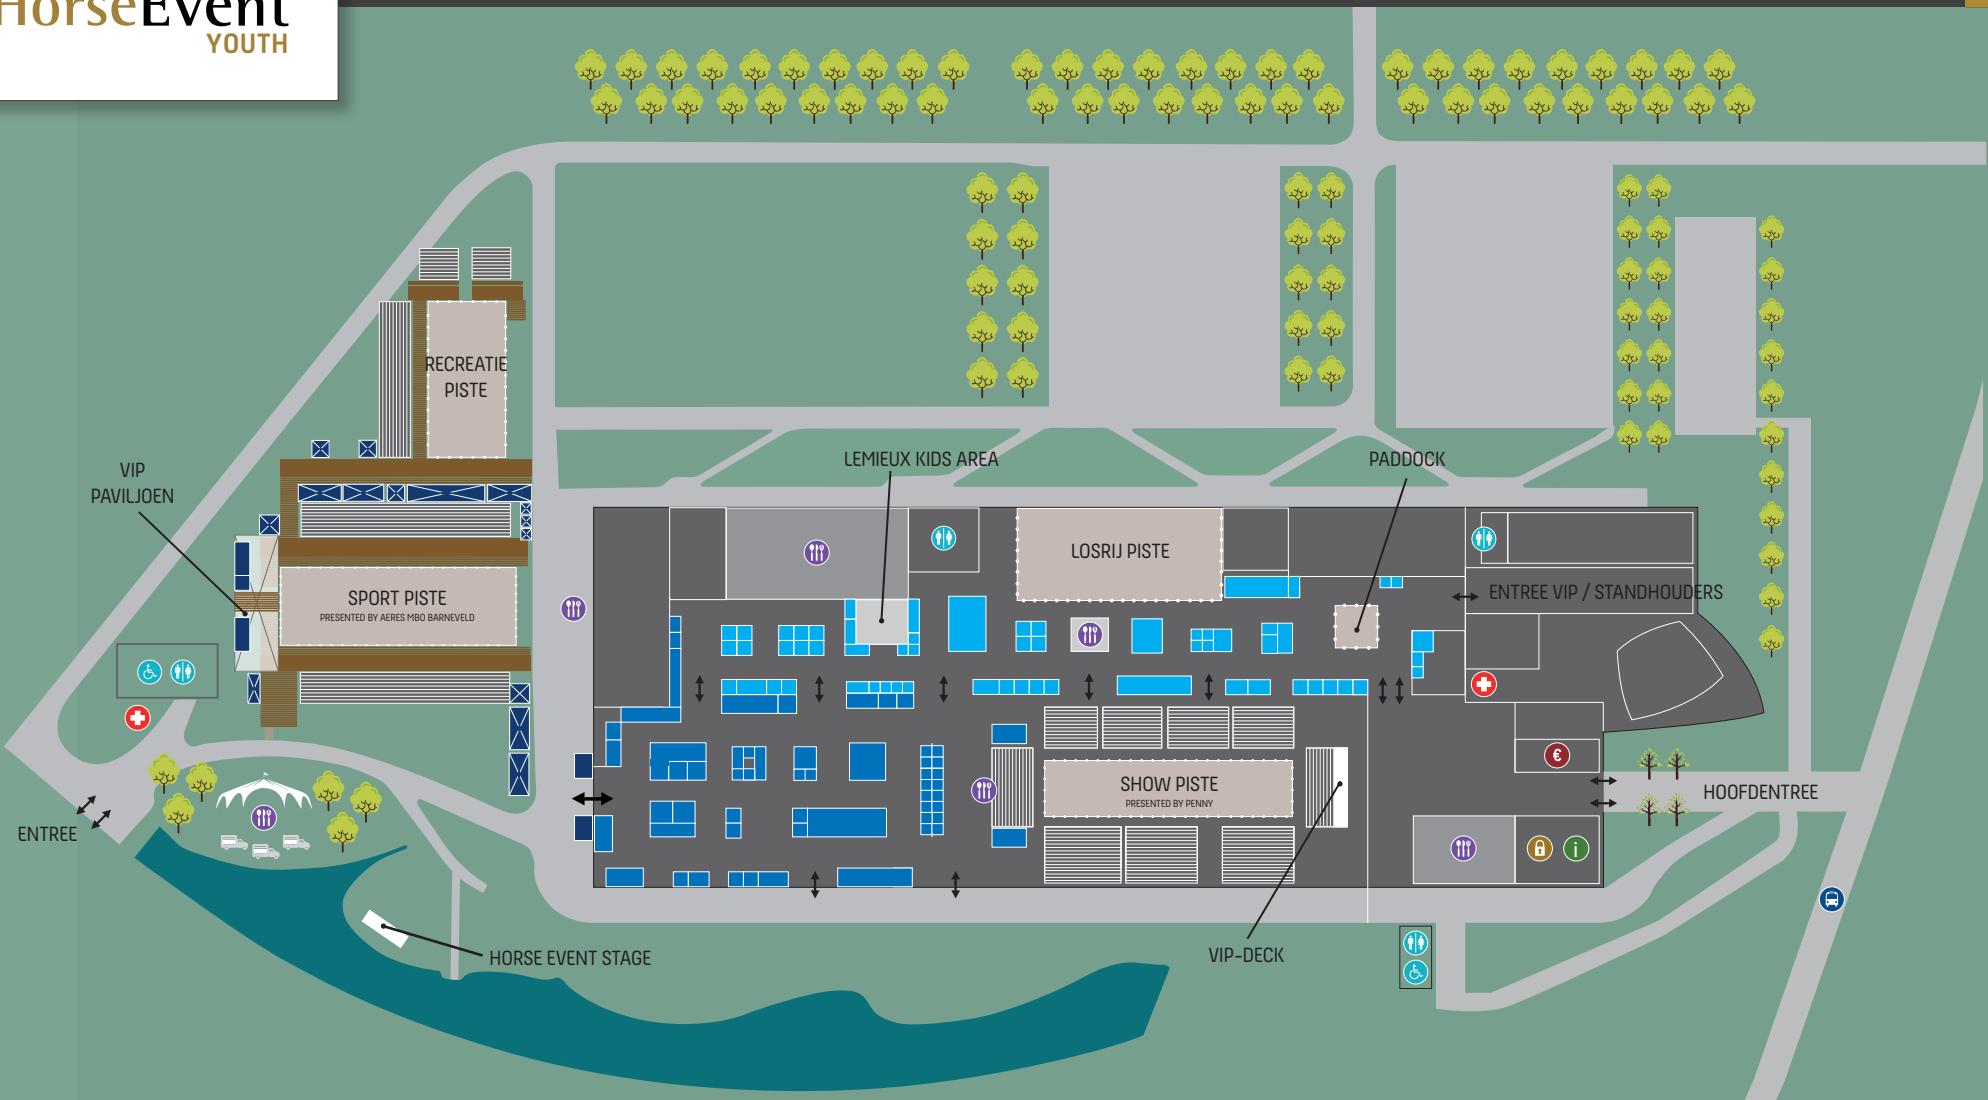 HorseEvent
YOUTH
RECREATIE
PISTE
VIP
PAVILJOEN
LEMIEUX KIDS AREA
PADDOCK
LOSRIJ PISTE
ENTREE VIP / STANDHOUDERS
SPORT PISTE
PRESENTED BY AERES MBO BARNEVELD
SHOW PISTE
PRESENTED BY PENNY
€
HOOFDENTREE
ENTREE
i
HORSE EVENT STAGE
VIP-DECK